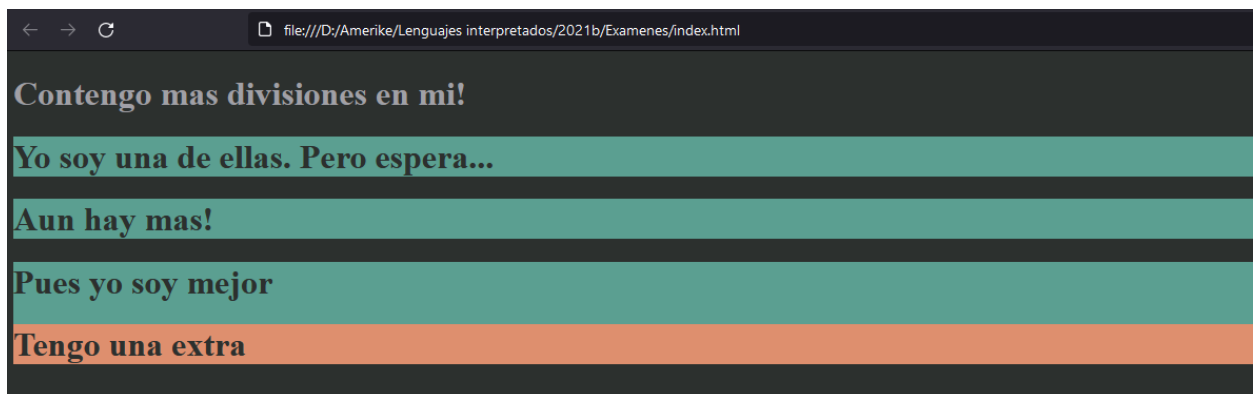 file:///D:/Amerike/Lenguajes interpretados/2021b/Examenes/index.html
Contengo mas divisiones en mi!
Yo soy una de ellas. Pero espera...
Aun hay mas!
Pues yo soy mejor
Tengo una extra